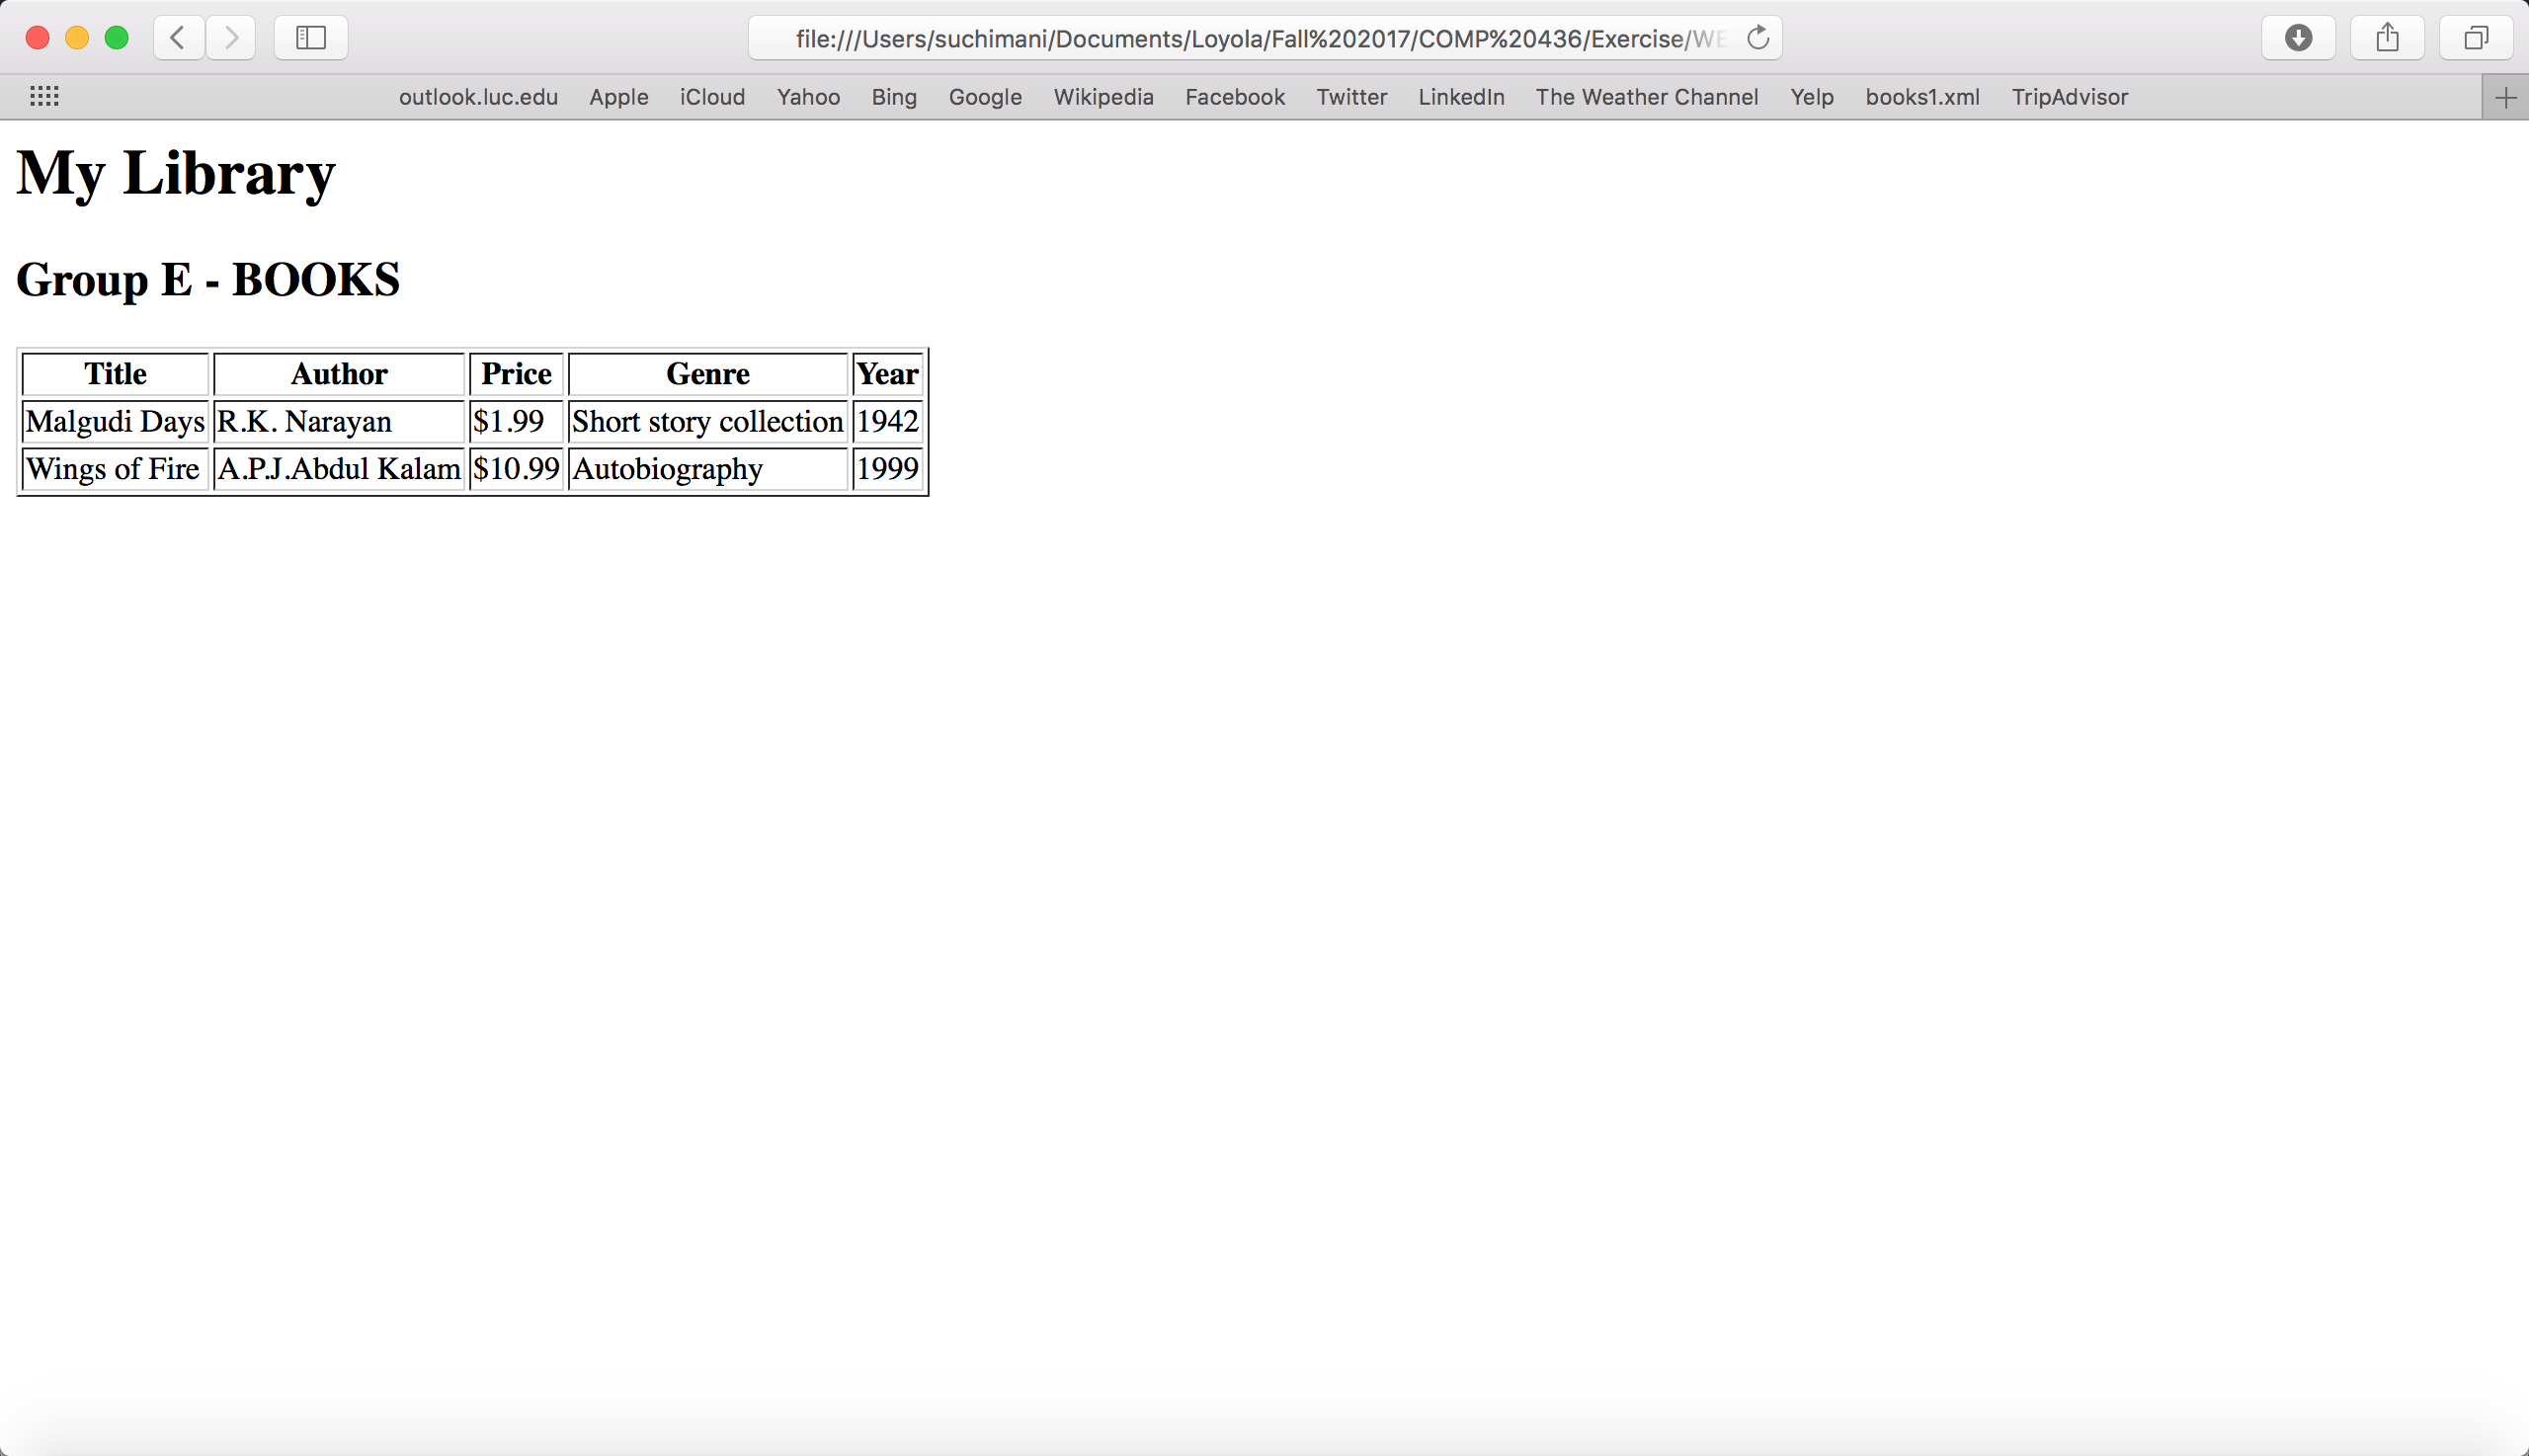 file:///Users/suchimani/Documents/Loyola/Fall%202017/COMP%20436/Exercise/WE
outlook.luc.edu Apple iCloud Yahoo Bing Google Wikipedia Facebook Twitter LinkedIn The Weather Channel Yelp books1.xml TripAdvisor
My Library
Group E - BOOKS
Title Author Price Genre Year
Malgudi Days R.K. Narayan $1.99 Short story collection 1942
Wings of Fire A.P.J.Abdul Kalam $10.99 Autobiography 1999